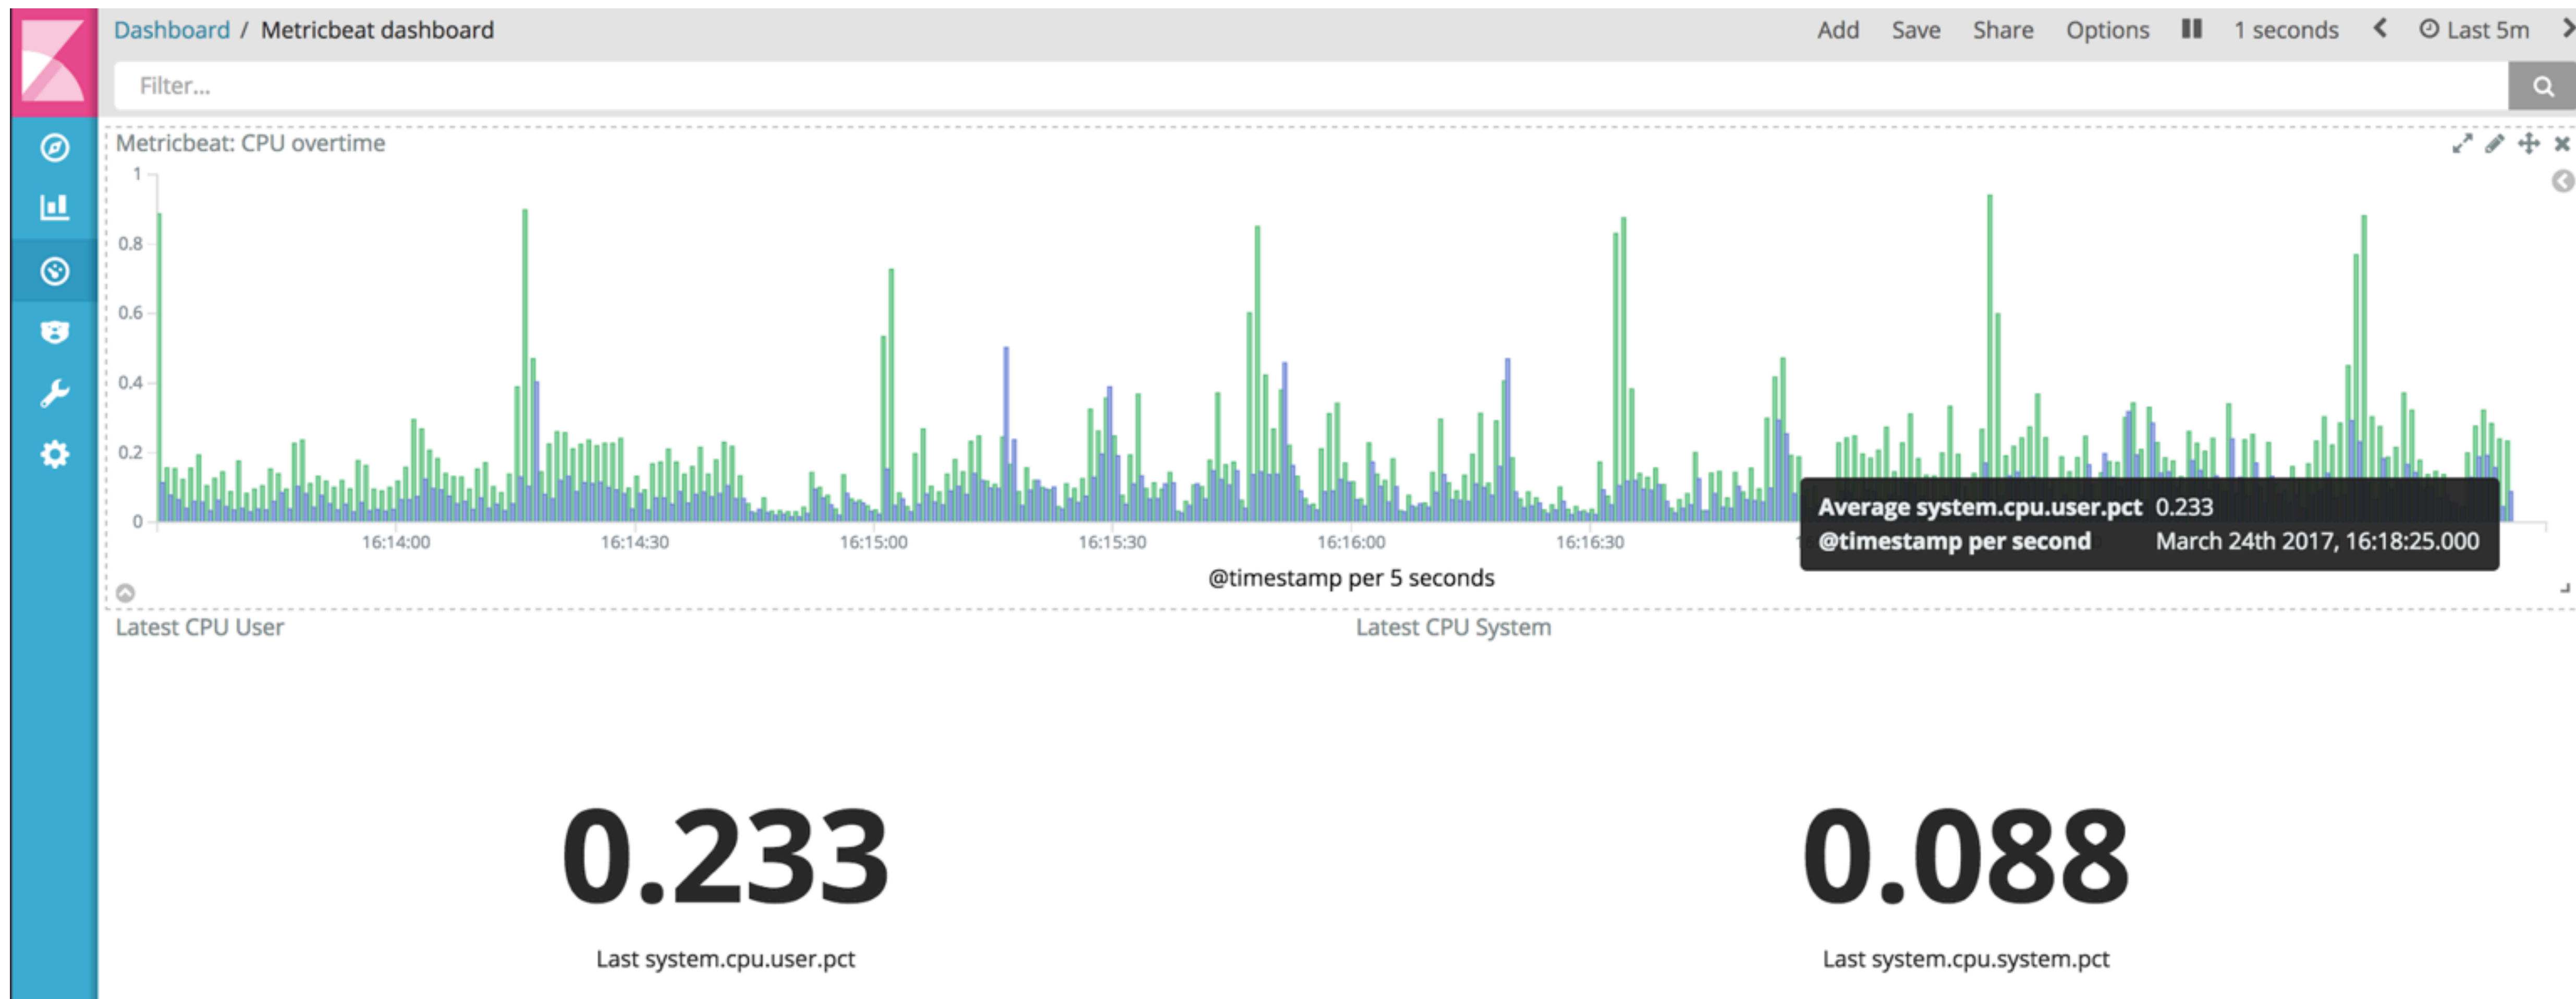 Dashboard / Metricbeat dashboard Add Save Share Options 1 seconds Last 5m
Filter...
Metricbeat: CPU overtime
1
0.8
0.6
0.4
0.2
0
16:14:00 16:14:30 16:15:00 16:15:30 16:16:00 16:16:30
Average system.cpu.user.pct 0.233
@timestamp per second March 24th 2017, 16:18:25.000
@timestamp per 5 seconds
Latest CPU User Latest CPU System
0.233 0.088
Last system.cpu.user.pct Last system.cpu.system.pct